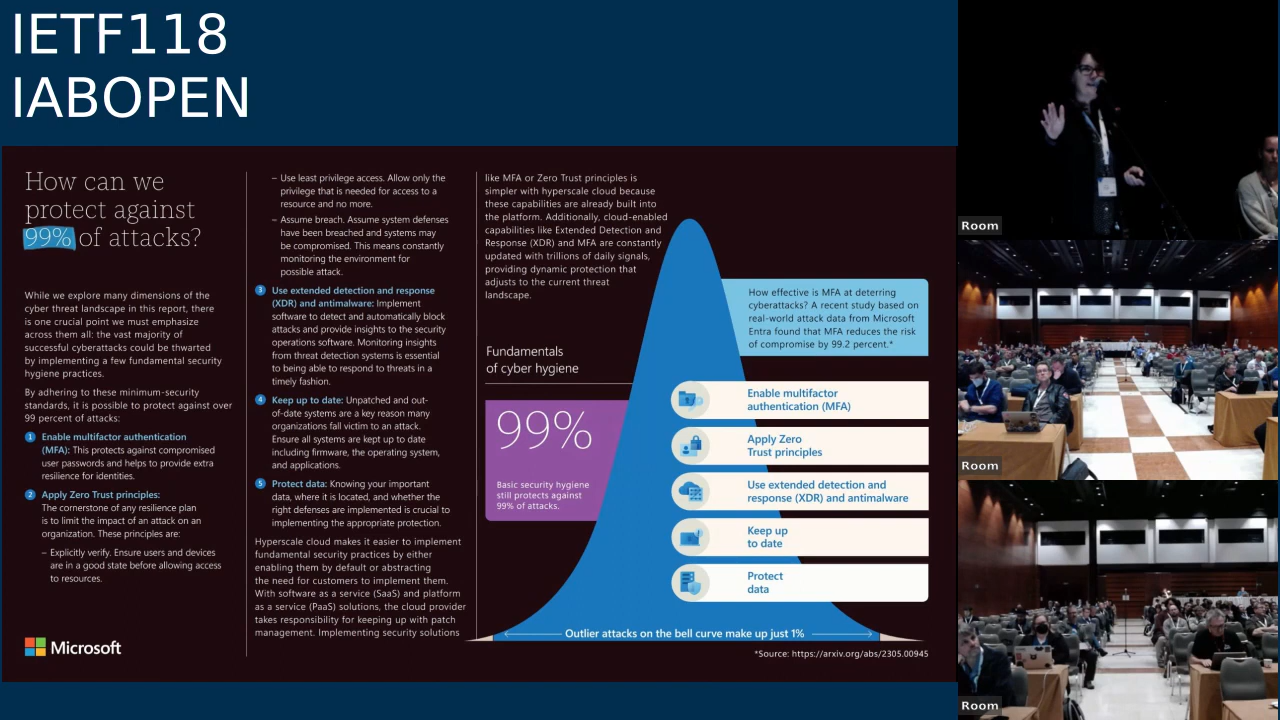 IETF118
IABOPEN
How can we
protect against
99% of attacks?
While we explore many dimensions of the
cyber threat landscape in this report, there
is one crucial point we must emphasize
across them all: the vast majority of
successful cyberattacks could be thwarted
by implementing a few fundamental security
hygiene practices.
By adhering to these minimum-security
standards, it is possible to protect against over
99 percent of attacks:
1 Enable multifactor authentication
(MFA): This protects against compromised
user passwords and helps to provide extra
resilience for identities.
2 Apply Zero Trust principles:
The cornerstone of any resilience plan
is to limit the impact of an attack on an
organization. These principles are:
– Explicitly verify. Ensure users and devices
are in a good state before allowing access
to resources.
Microsoft
– Use least privilege access. Allow only the
privilege that is needed for access to a
resource and no more.
– Assume breach. Assume system defenses
have been breached and systems may
be compromised. This means constantly
monitoring the environment for
possible attack.
3 Use extended detection and response
(XDR) and antimalware: Implement
software to detect and automatically block
attacks and provide insights to the security
operations software. Monitoring insights
from threat detection systems is essential
to being able to respond to threats in a
timely fashion.
4 Keep up to date: Unpatched and out-
of-date systems are a key reason many
organizations fall victim to an attack.
Ensure all systems are kept up to date
including firmware, the operating system,
and applications.
5 Protect data: Knowing your important
data, where it is located, and whether the
right defenses are implemented is crucial to
implementing the appropriate protection.
Hyperscale cloud makes it easier to implement
fundamental security practices by either
enabling them by default or abstracting
the need for customers to implement them.
With software as a service (SaaS) and platform
as a service (PaaS) solutions, the cloud provider
takes responsibility for keeping up with patch
management. Implementing security solutions
like MFA or Zero Trust principles is
simpler with hyperscale cloud because
these capabilities are already built into
the platform. Additionally, cloud-enabled
capabilities like Extended Detection and
Response (XDR) and MFA are constantly
updated with trillions of daily signals,
providing dynamic protection that
adjusts to the current threat
landscape.
Fundamentals
of cyber hygiene
99%
Basic security hygiene
still protects against
99% of attacks.
How effective is MFA at deterring
cyberattacks? A recent study based on
real-world attack data from Microsoft
Entra found that MFA reduces the risk
of compromise by 99.2 percent.*
Enable multifactor
authentication (MFA)
Apply Zero
Trust principles
Use extended detection and
response (XDR) and antimalware
Keep up
to date
Protect
data
Outlier attacks on the bell curve make up just 1%
*Source: https://arxiv.org/abs/2305.00945
Room
Room
Room